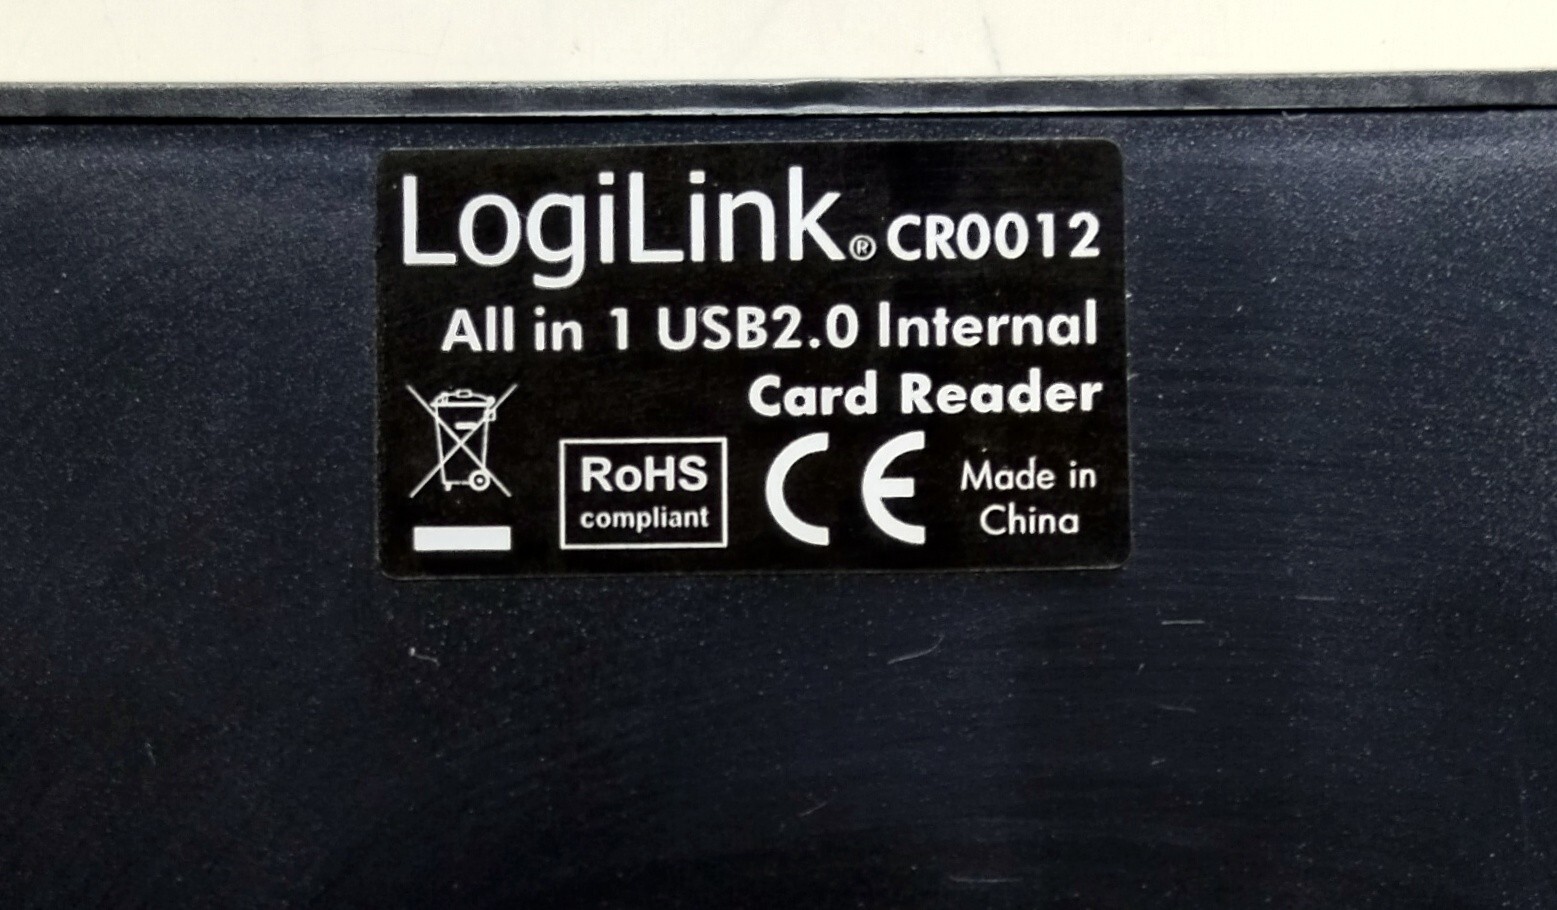 LogiLink® CR0012
All in 1 USB2.0 Internal
Card Reader
RoHS
compliant
CE
Made in
China